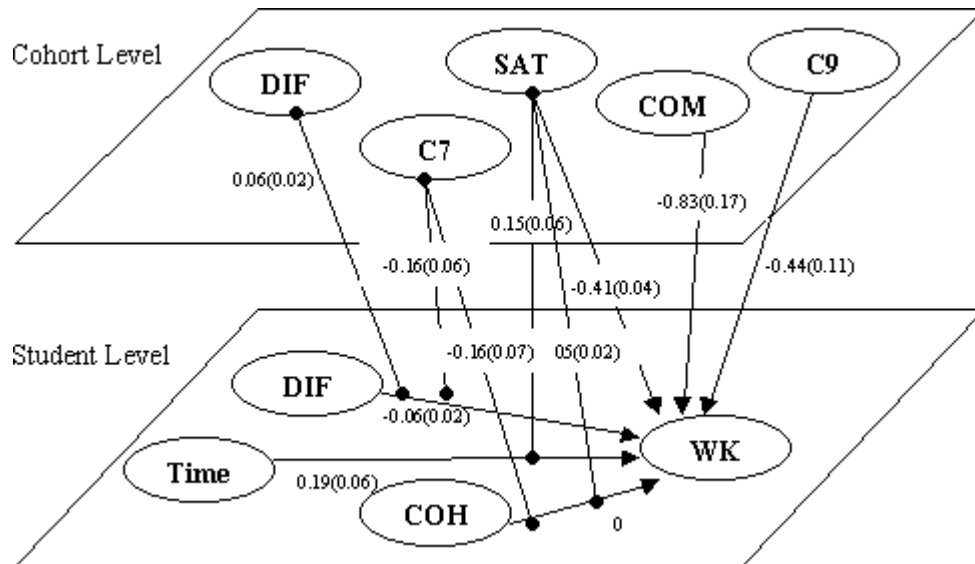 Cohort Level
DIF
SAT
C9
COM
C7
0.06(0.02)
0.15(0.06)
-0.83(0.17)
-0.16(0.06)
-0.41(0.04)
-0.44(0.11)
Student Level
-0.16(0.07)
05(0.02)
DIF
-0.06(0.02)
WK
Time
0.19(0.06)
COH
0